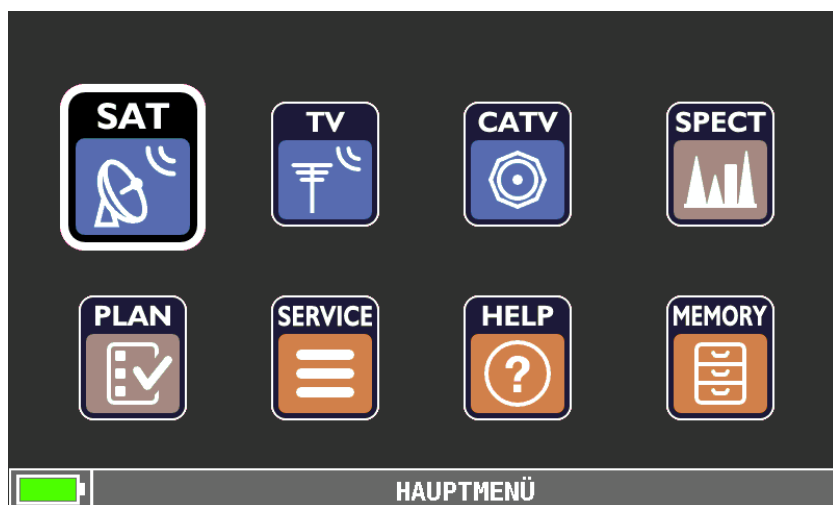 SAT
TV
CATV
SPECT
PLAN
SERVICE
HELP
?
MEMORY
HAUPTMENÜ